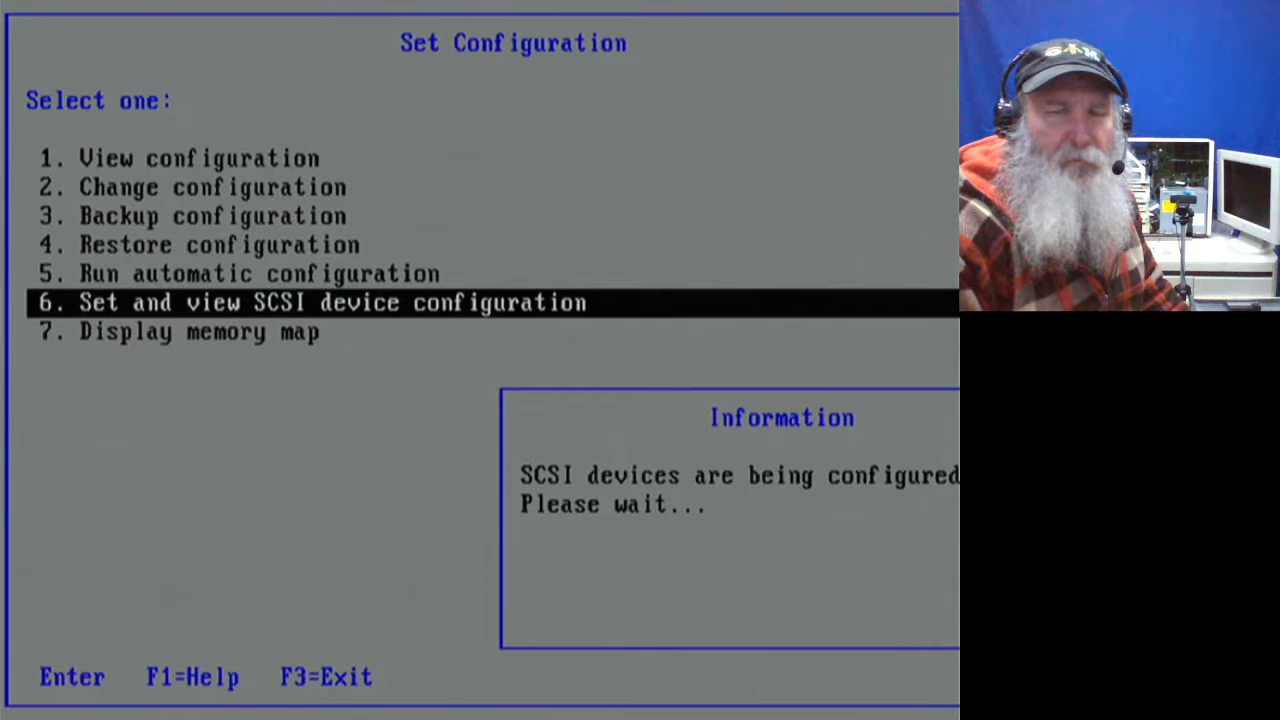 Set Configuration
Select one:
1. View configuration
2. Change configuration
3. Backup configuration
4. Restore configuration
5. Run automatic configuration
6. Set and view SCSI device configuration
7. Display memory map
Information
SCSI devices are being configured
Please wait...
Enter F1=Help F3=Exit